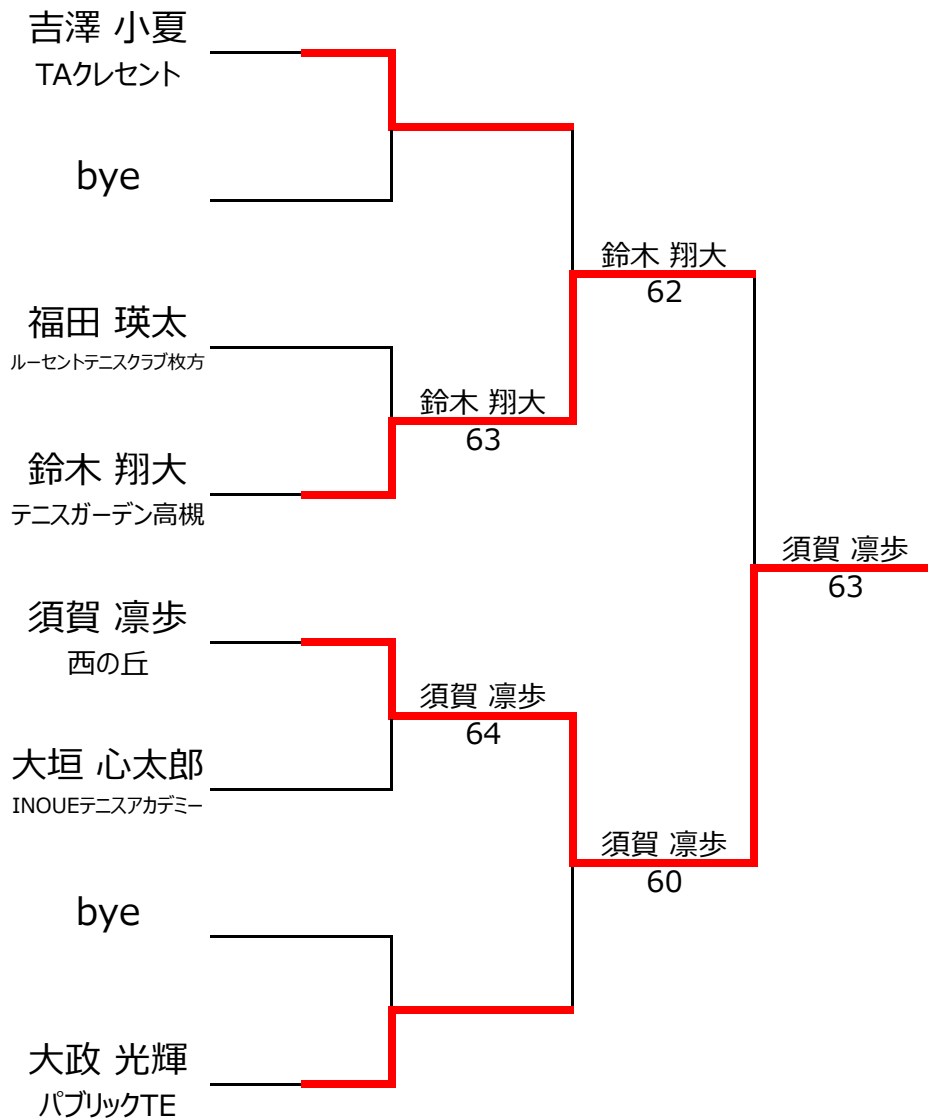 吉澤 小夏
TAクレセント
bye
鈴木 翔大
62
福田 瑛太
ルーセントテニスクラブ枚方
鈴木 翔大
63
鈴木 翔大
テニスガーデン高槻
須賀 凛歩
63
須賀 凛歩
西の丘
須賀 凛歩
64
大垣 心太郎
INOUEテニスアカデミー
須賀 凛歩
60
bye
大政 光輝
パブリックTE